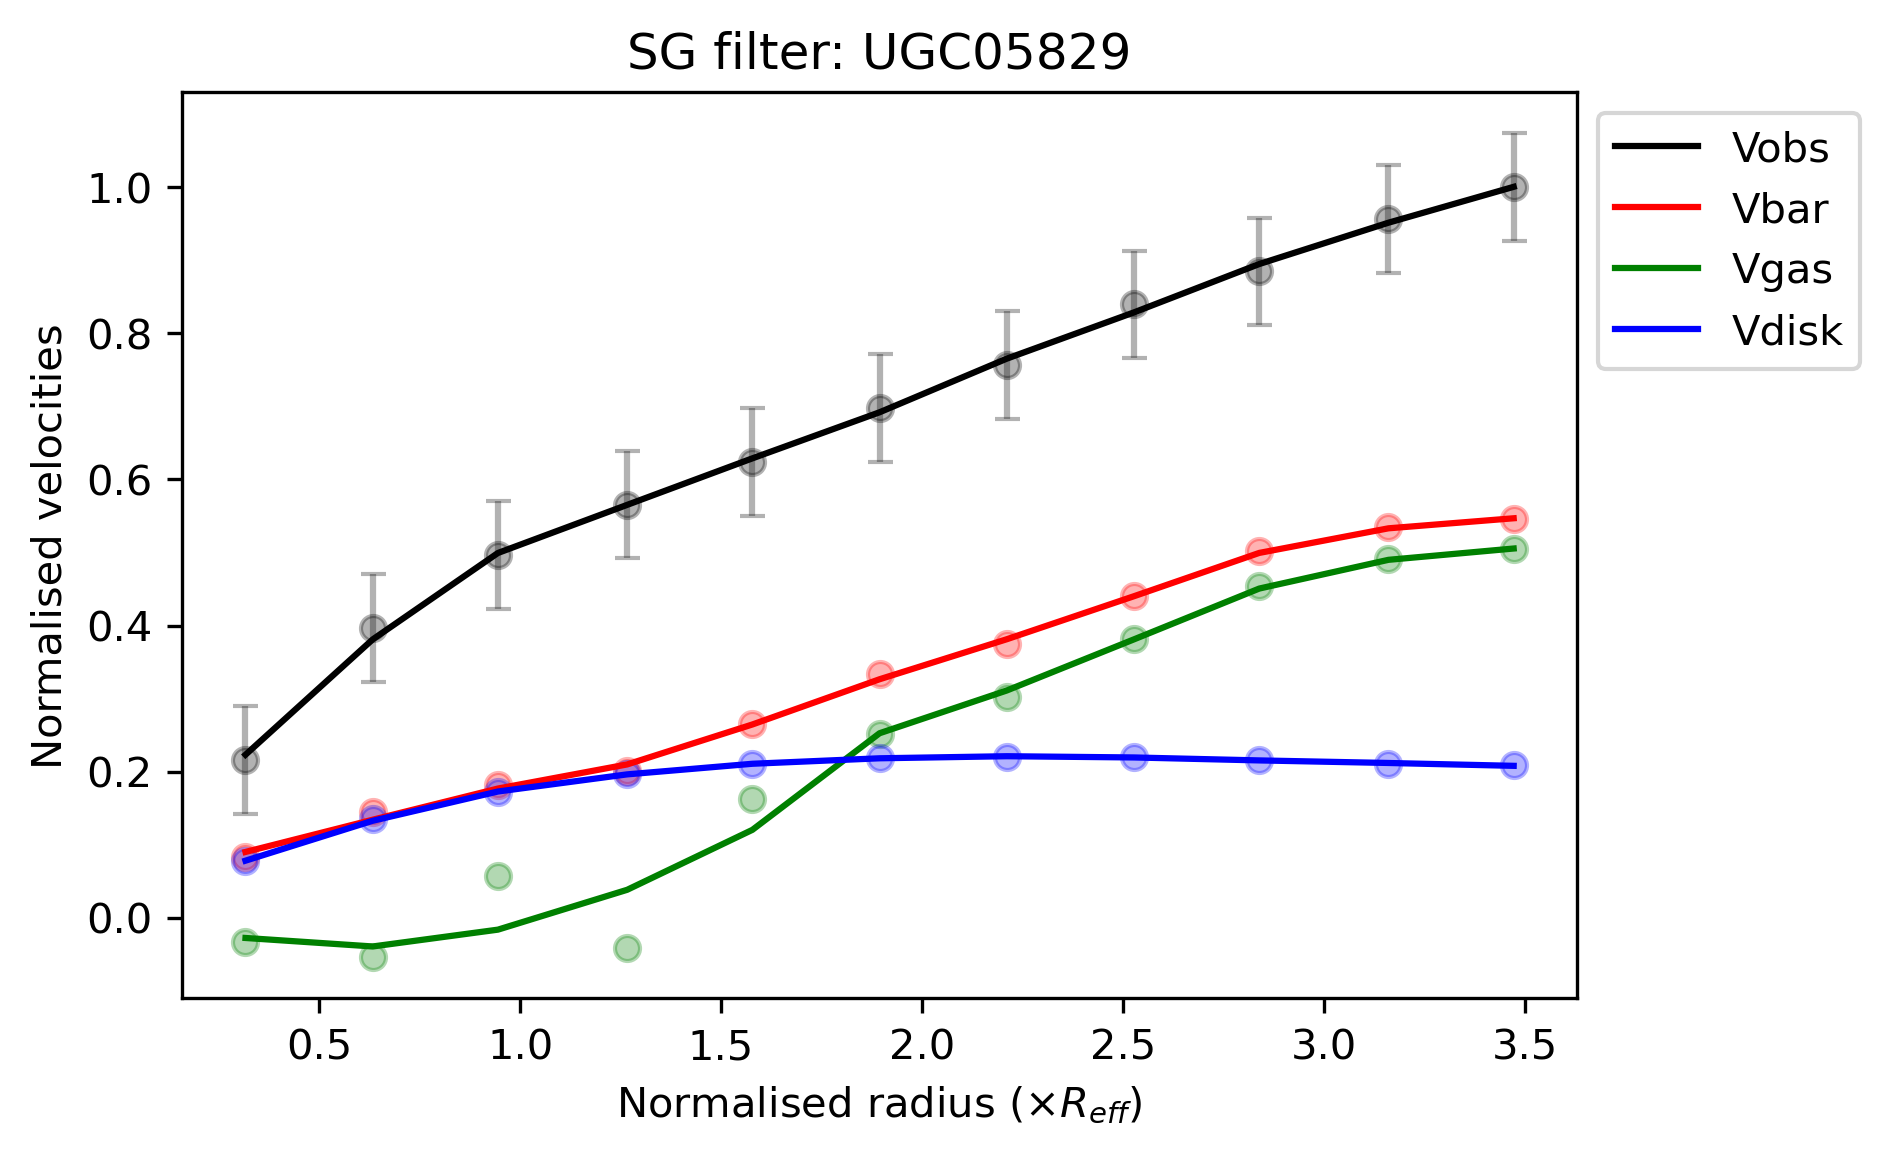 SG filter: UGC05829
Normalised velocities
1.0
0.8
0.6
0.4
0.2
0.0
0.5 1.0 1.5 2.0 2.5 3.0 3.5
Normalised radius (×R_eff)
Vobs
Vbar
Vgas
Vdisk